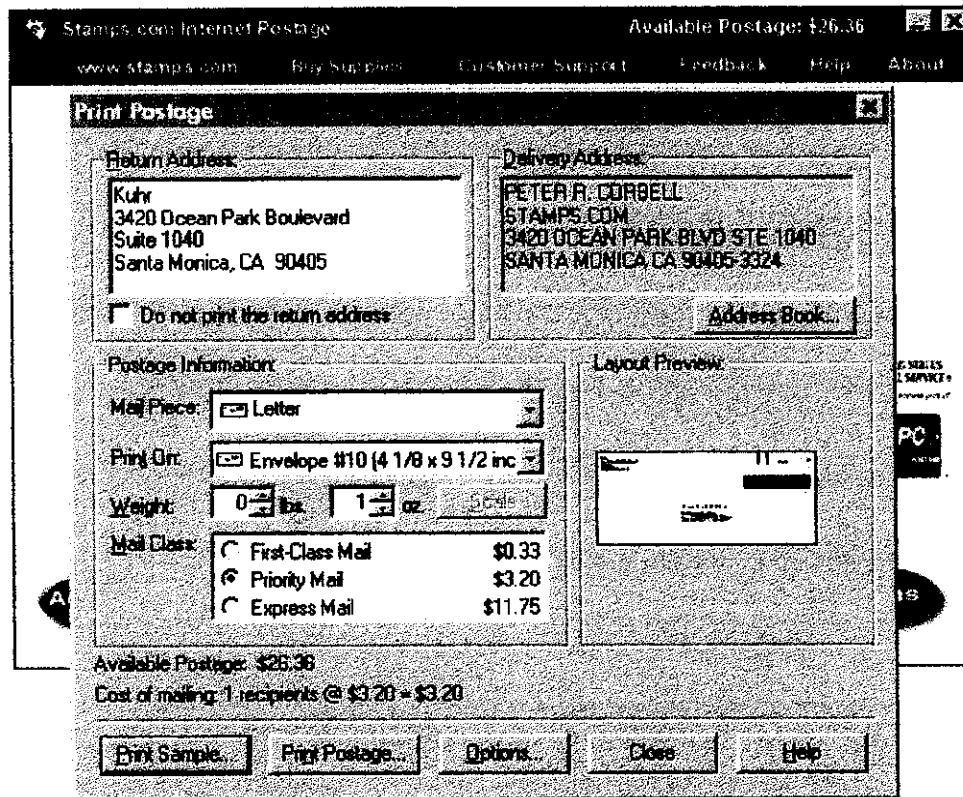 Stamps.com Internet Postage
Available Postage: $26.36
www.stamps.com Buy Supplies Customer Support Feedback Help About
Print Postage
Return Address:
Kuhr
3420 Ocean Park Boulevard
Suite 1040
Santa Monica, CA 90405
Do not print the return address
Delivery Address:
PETER R. CORBELL
STAMPS.COM
3420 OCEAN PARK BLVD STE 1040
SANTA MONICA CA 90405-3324
Address Book...
Postage Information:
Mail Piece: Letter
Print On: Envelope #10 (4 1/8 x 9 1/2 inc
Weight: 0 lbs. 1 oz. Scale
Mail Class:
First-Class Mail $0.33
Priority Mail $3.20
Express Mail $11.75
Layout Preview:
PC
Available Postage: $26.36
Cost of mailing: 1 recipients @ $3.20 = $3.20
Print Sample... Print Postage... Options... Close Help